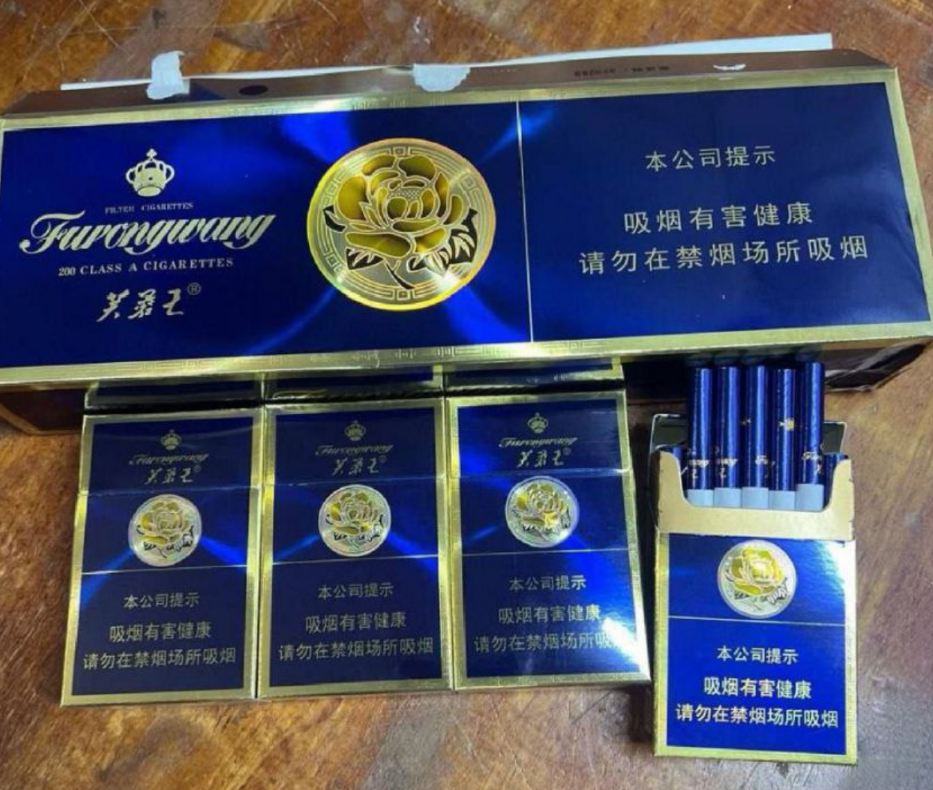 FILTER CIGARETTES
Furongwang
200 CLASS A CIGARETTES
芙蓉王®
本公司提示
吸烟有害健康
请勿在禁烟场所吸烟
Furongwang
芙蓉王®
本公司提示
吸烟有害健康
请勿在禁烟场所吸烟
Furongwang
芙蓉王®
本公司提示
吸烟有害健康
请勿在禁烟场所吸烟
Furongwang
芙蓉王®
本公司提示
吸烟有害健康
请勿在禁烟场所吸烟
本公司提示
吸烟有害健康
请勿在禁烟场所吸烟